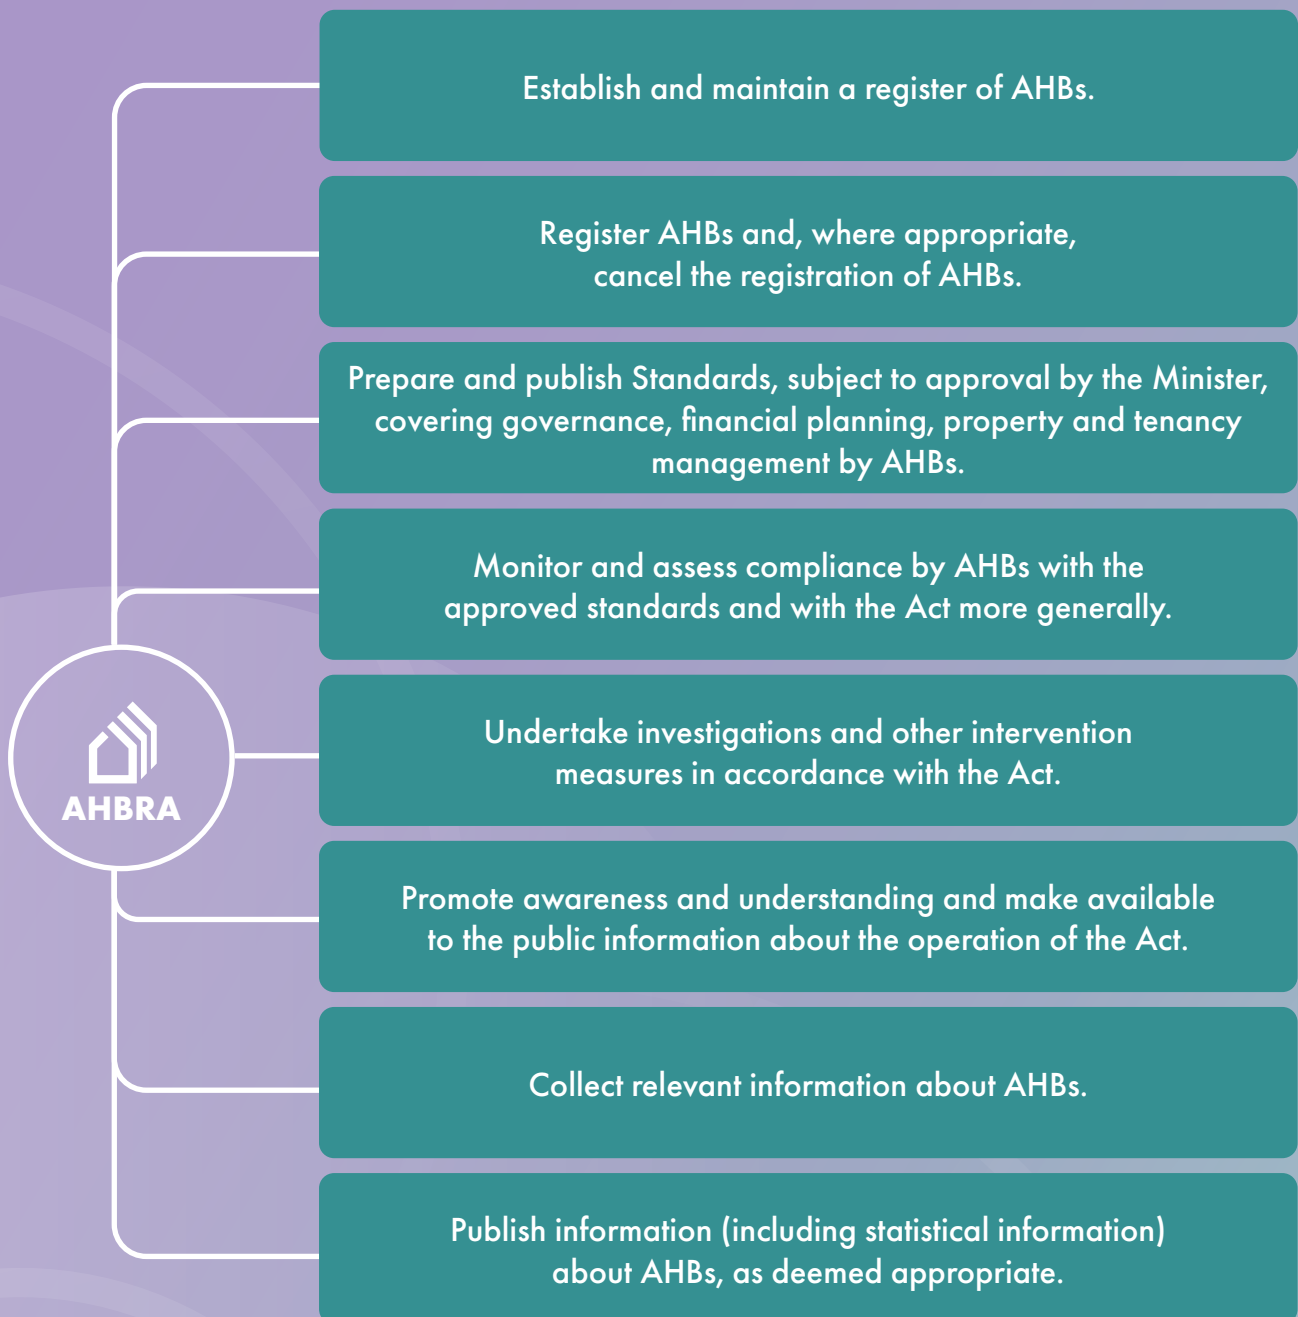 Establish and maintain a register of AHBs.
Register AHBs and, where appropriate,
cancel the registration of AHBs.
Prepare and publish Standards, subject to approval by the Minister,
covering governance, financial planning, property and tenancy
management by AHBs.
Monitor and assess compliance by AHBs with the
approved standards and with the Act more generally.
AHBRA
Undertake investigations and other intervention
measures in accordance with the Act.
Promote awareness and understanding and make available
to the public information about the operation of the Act.
Collect relevant information about AHBs.
Publish information (including statistical information)
about AHBs, as deemed appropriate.